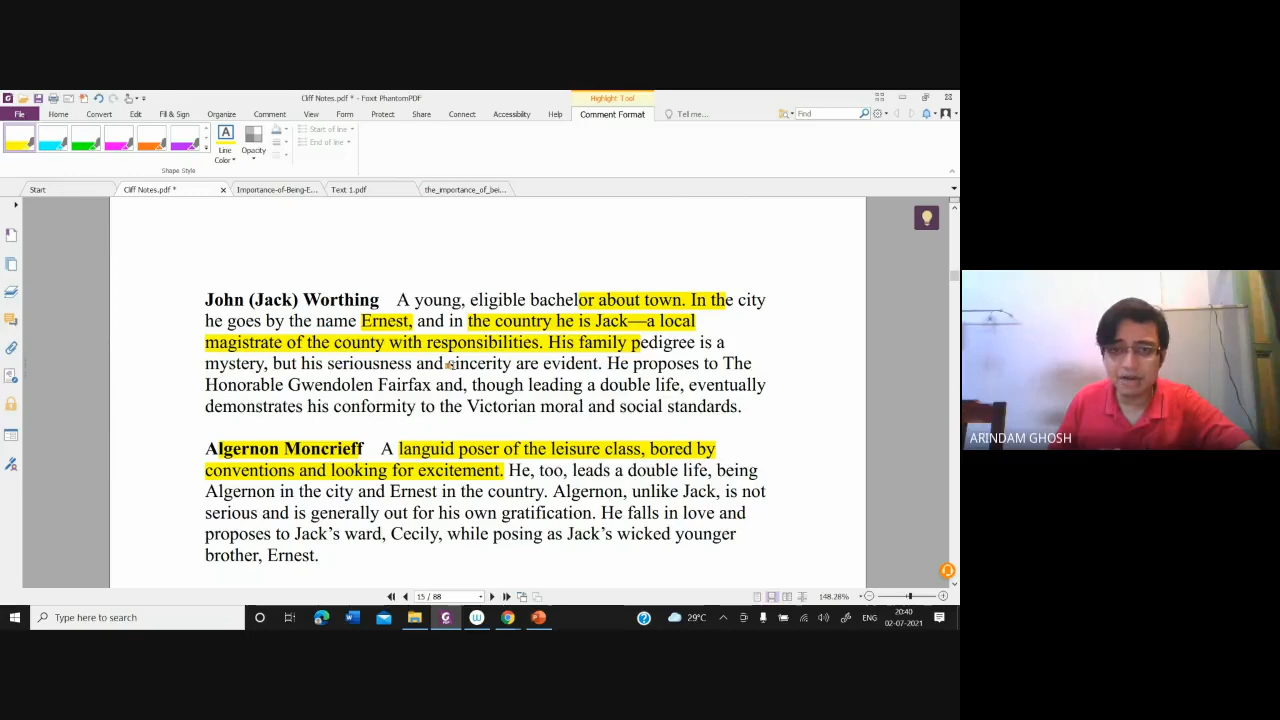 Cliff Notes.pdf * - Foxit PhantomPDF
Highlight Tool
File Home Convert Edit Fill & Sign Organize Comment View Form Protect Share Connect Accessibility Help Comment Format Tell me... Find
Line Color
Opacity
Start of line
End of line
Shape Style
Start Cliff Notes.pdf * Importance-of-Being-E... Text 1.pdf the_importance_of_bei...
John (Jack) Worthing A young, eligible bachelor about town. In the city
he goes by the name Ernest, and in the country he is Jack—a local
magistrate of the county with responsibilities. His family pedigree is a
mystery, but his seriousness and sincerity are evident. He proposes to The
Honorable Gwendolen Fairfax and, though leading a double life, eventually
demonstrates his conformity to the Victorian moral and social standards.
Algernon Moncrieff A languid poser of the leisure class, bored by
conventions and looking for excitement. He, too, leads a double life, being
Algernon in the city and Ernest in the country. Algernon, unlike Jack, is not
serious and is generally out for his own gratification. He falls in love and
proposes to Jack’s ward, Cecily, while posing as Jack’s wicked younger
brother, Ernest.
ARINDAM GHOSH
15 / 88
148.28%
Type here to search
29°C
ENG
20:40
02-07-2021